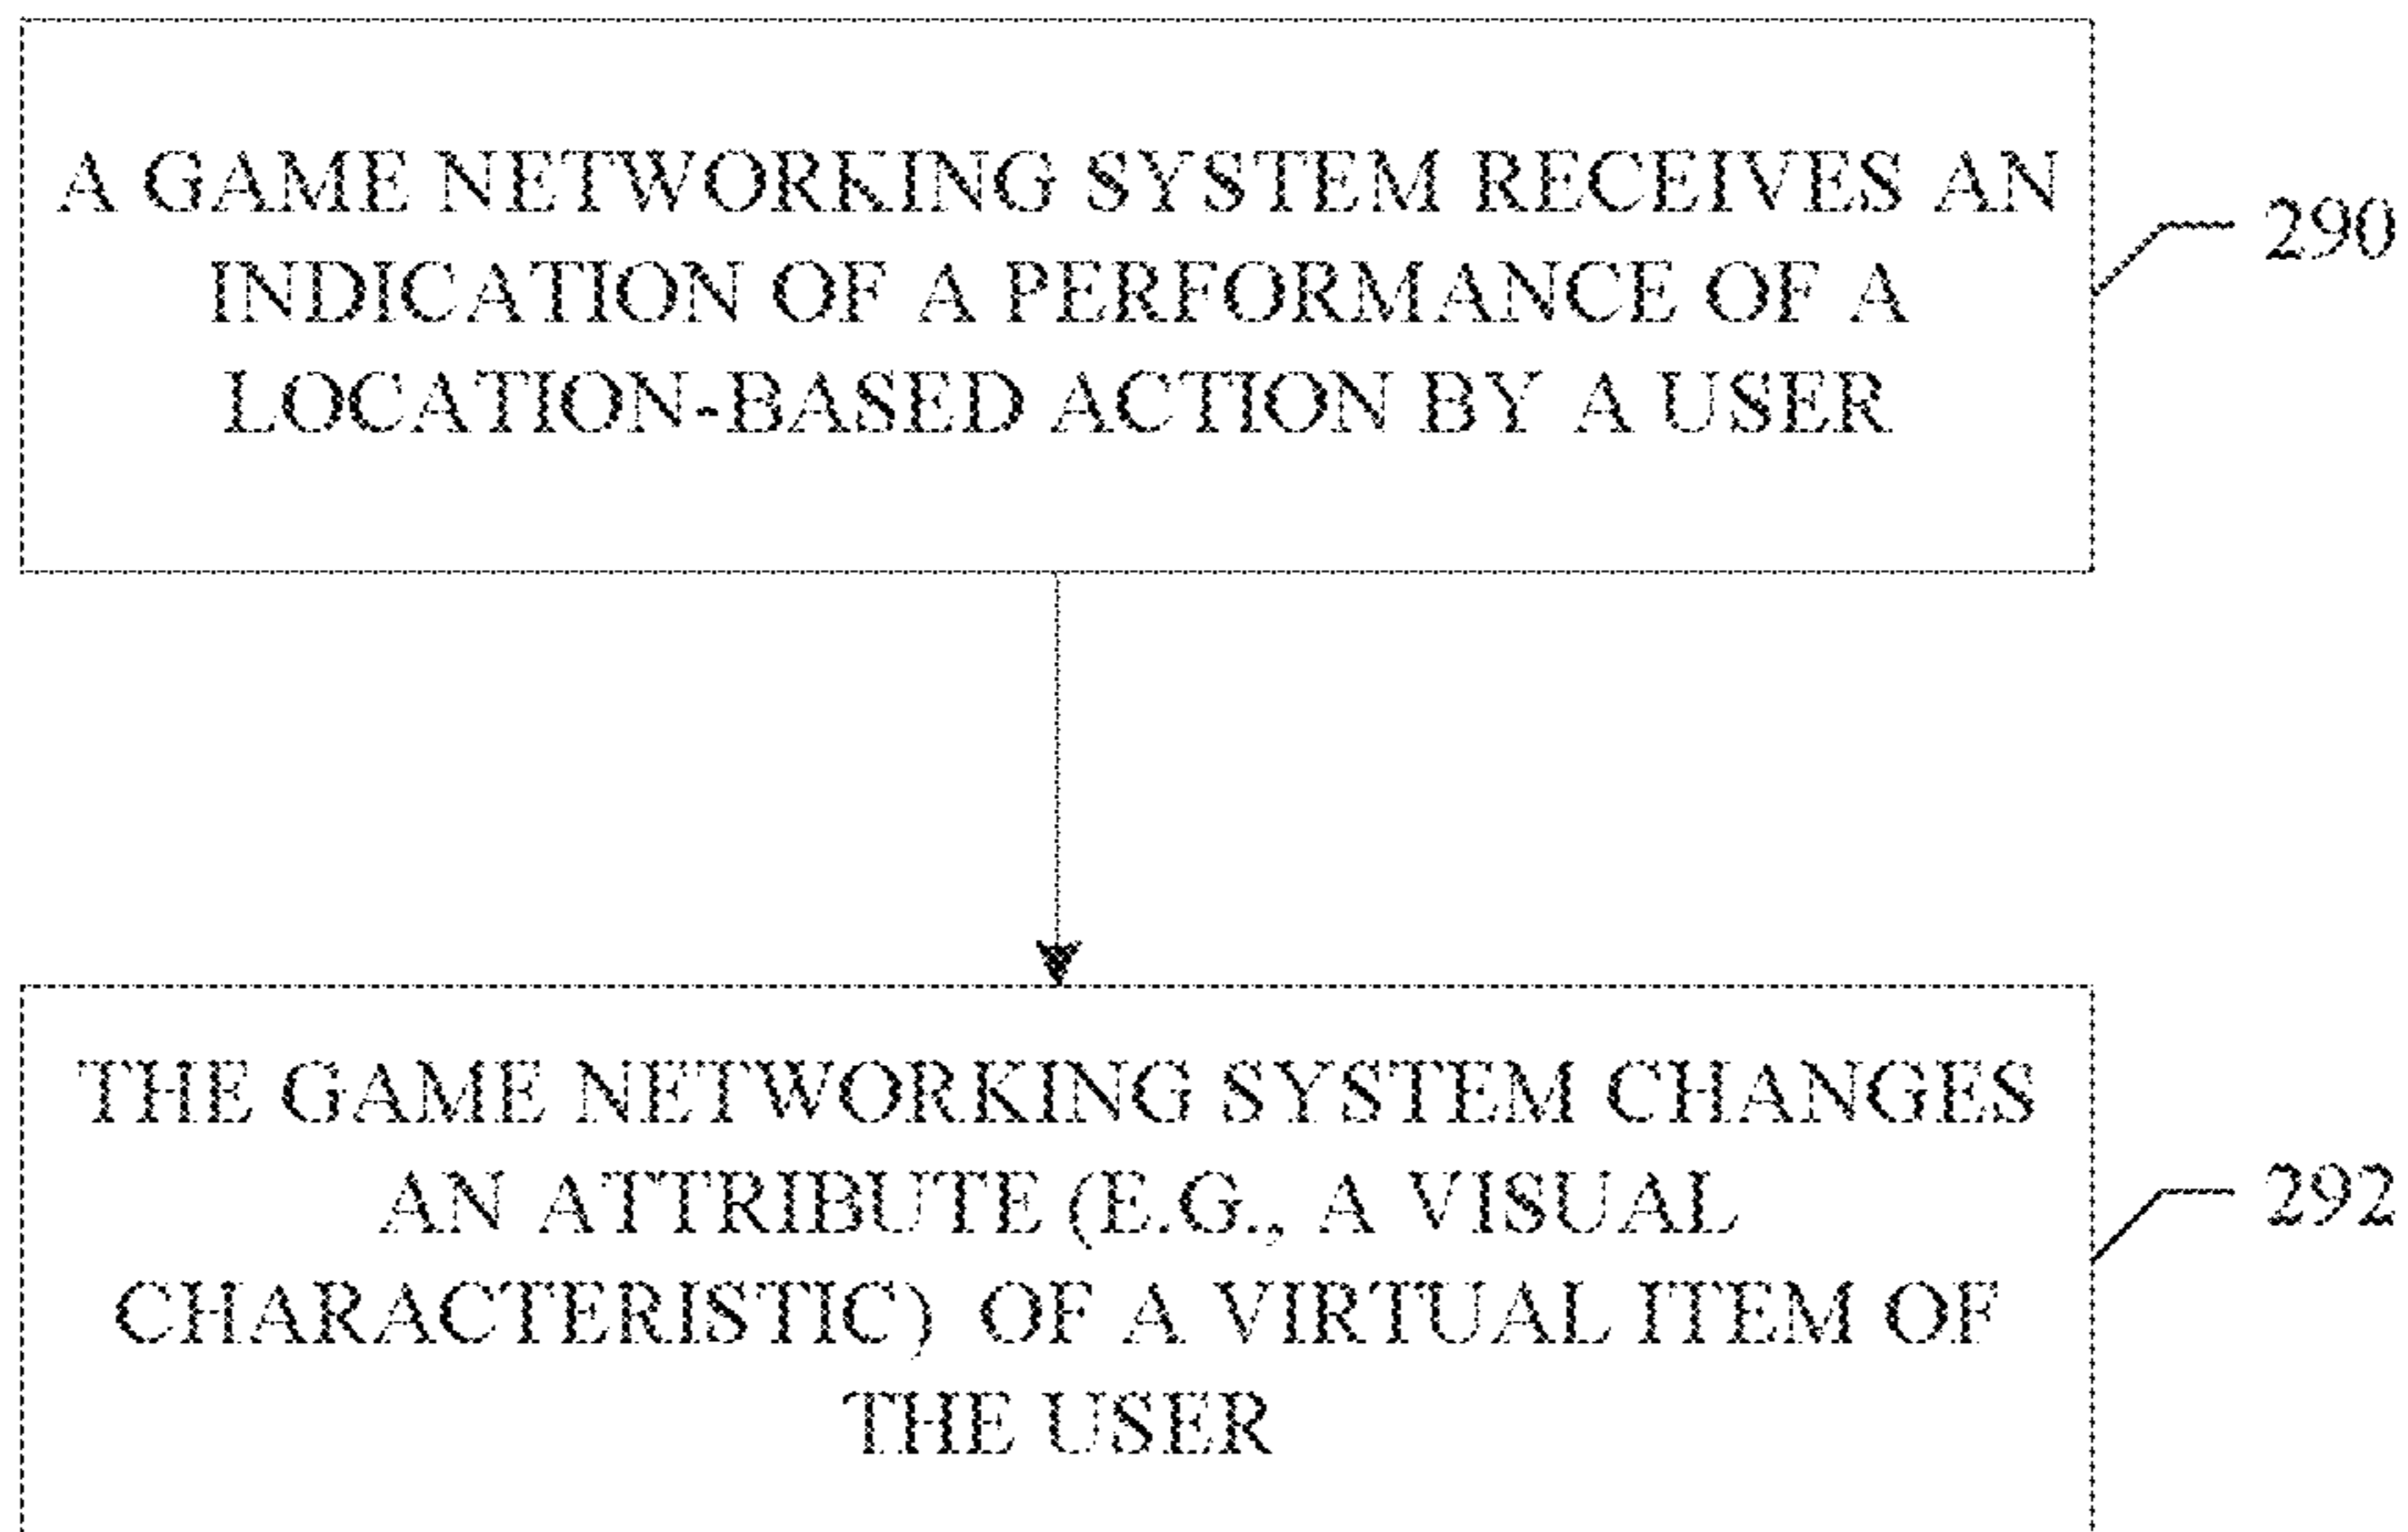 A GAME NETWORKING SYSTEM RECEIVES AN
INDICATION OF A PERFORMANCE OF A
LOCATION-BASED ACTION BY A USER
290
THE GAME NETWORKING SYSTEM CHANGES
AN ATTRIBUTE (E.G., A VISUAL
CHARACTERISTIC) OF A VIRTUAL ITEM OF
THE USER
292